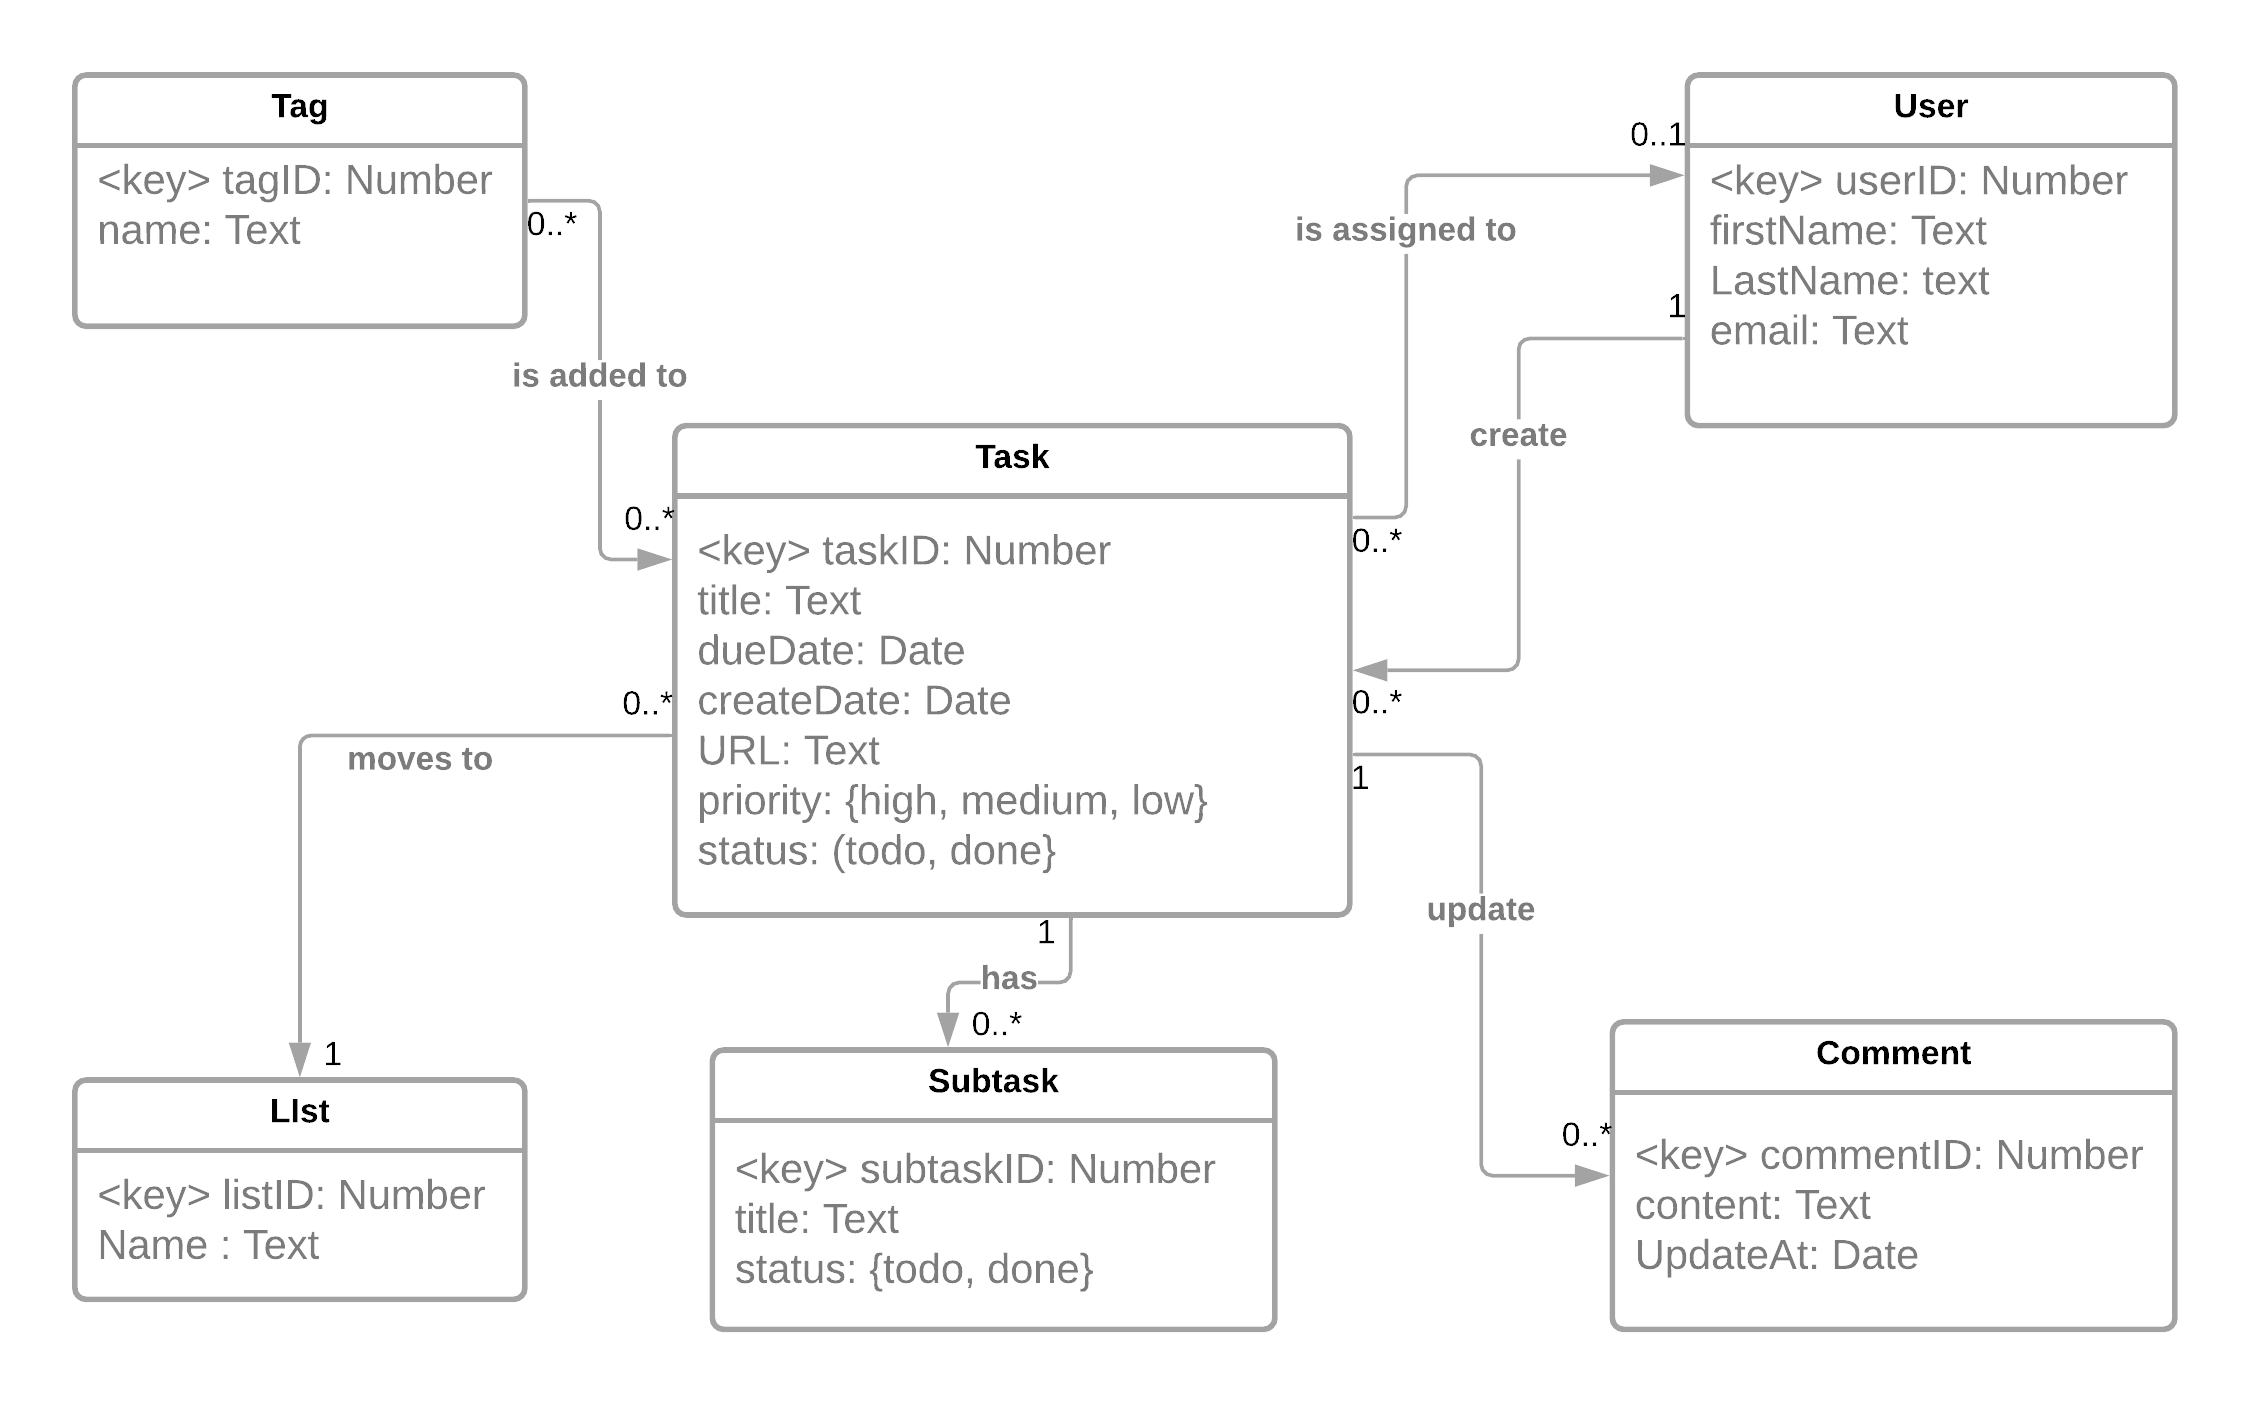 Tag
<key> tagID: Number
name: Text
0..*
is added to
0..*
User
<key> userID: Number
firstName: Text
LastName: text
email: Text
0..1
is assigned to
0..*
1
create
0..*
Task
<key> taskID: Number
title: Text
dueDate: Date
createDate: Date
URL: Text
priority: {high, medium, low}
status: (todo, done}
0..*
moves to
1
1
has
0..*
1
update
0..*
LIst
<key> listID: Number
Name : Text
Subtask
<key> subtaskID: Number
title: Text
status: {todo, done}
Comment
<key> commentID: Number
content: Text
UpdateAt: Date